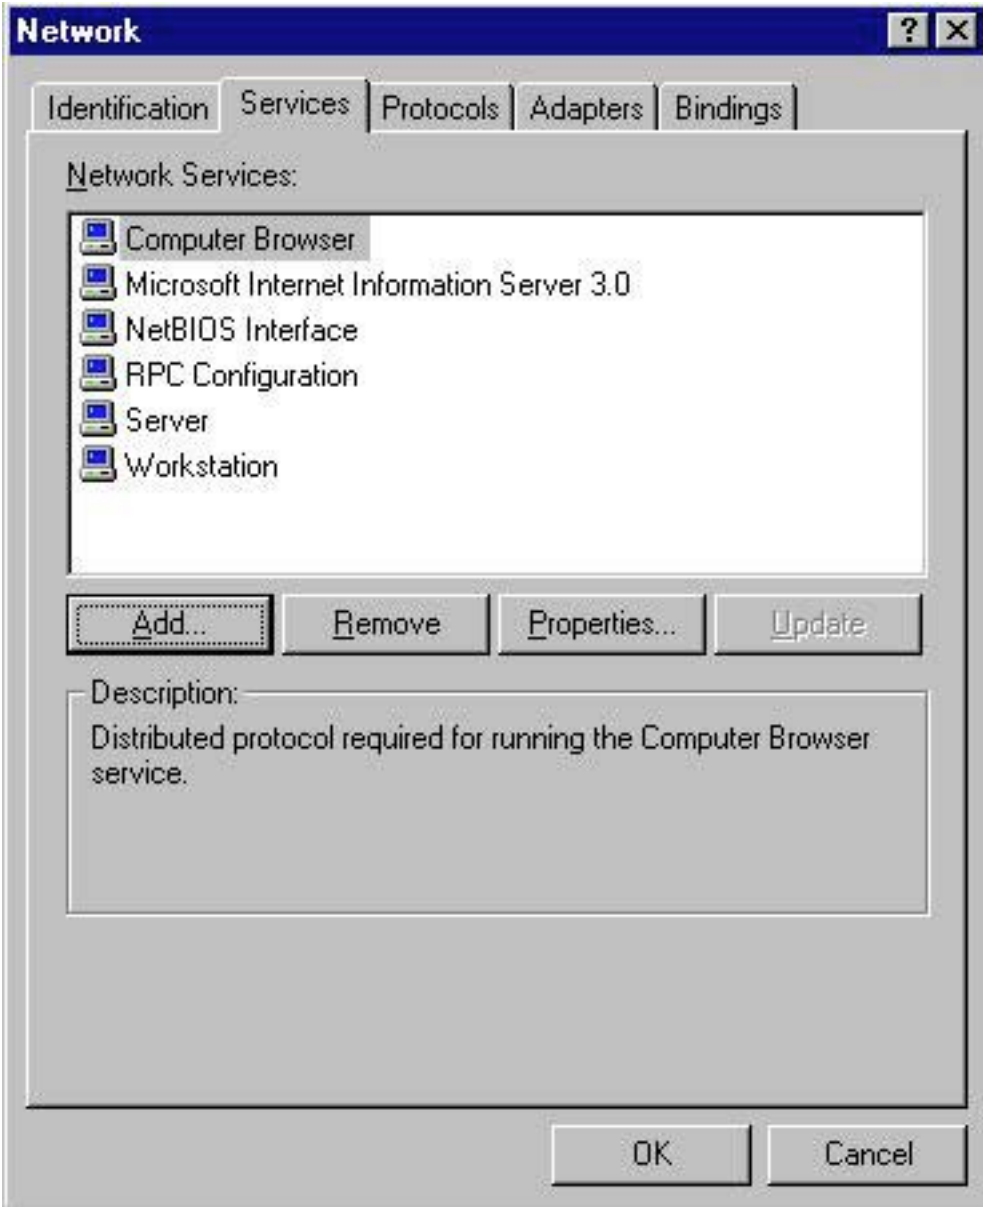 Network
Identification Services Protocols Adapters Bindings
Network Services:
Computer Browser
Microsoft Internet Information Server 3.0
NetBIOS Interface
RPC Configuration
Server
Workstation
Add... Remove Properties... Update
Description:
Distributed protocol required for running the Computer Browser
service.
OK Cancel